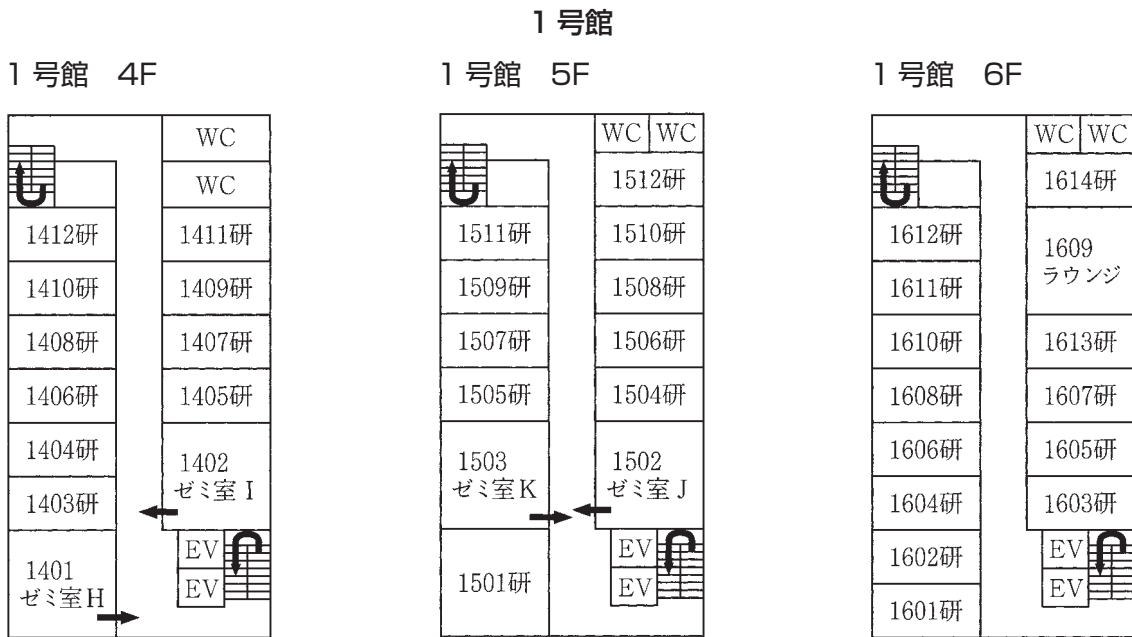 1 号館
1 号館　4F
WC
WC
1412研
1411研
1410研
1409研
1408研
1407研
1406研
1405研
1404研
1402
ゼミ室 I
1403研
EV
1401
ゼミ室H
EV
1 号館　5F
WC
WC
1512研
1511研
1510研
1509研
1508研
1507研
1506研
1505研
1504研
1503
ゼミ室K
1502
ゼミ室 J
EV
1501研
EV
1 号館　6F
WC
WC
1614研
1612研
1609
ラウンジ
1611研
1610研
1613研
1608研
1607研
1606研
1605研
1604研
1603研
1602研
EV
EV
1601研